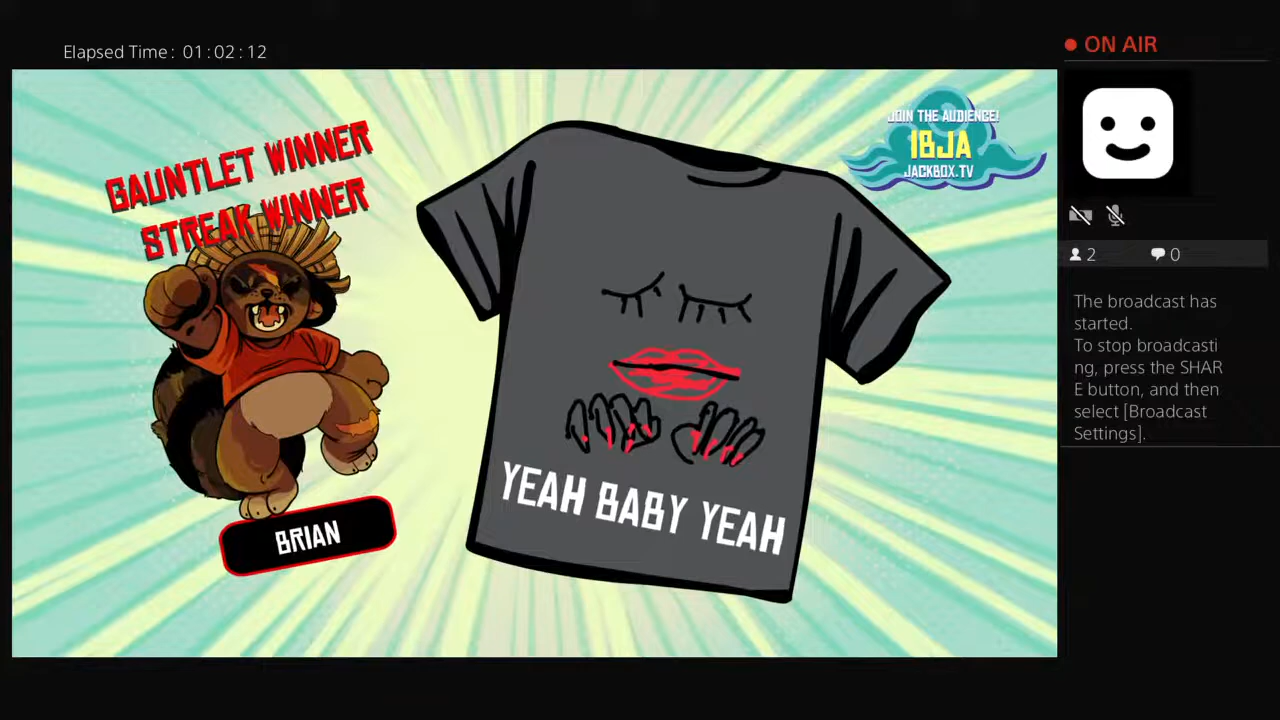 Elapsed Time: 01:02:12
ON AIR
GAUNTLET WINNER
STREAK WINNER
JOIN THE AUDIENCE!
IBJA
JACKBOX.TV
2
0
The broadcast has
started.
To stop broadcasti
ng, press the SHAR
E button, and then
select [Broadcast
Settings].
YEAH BABY YEAH
BRIAN